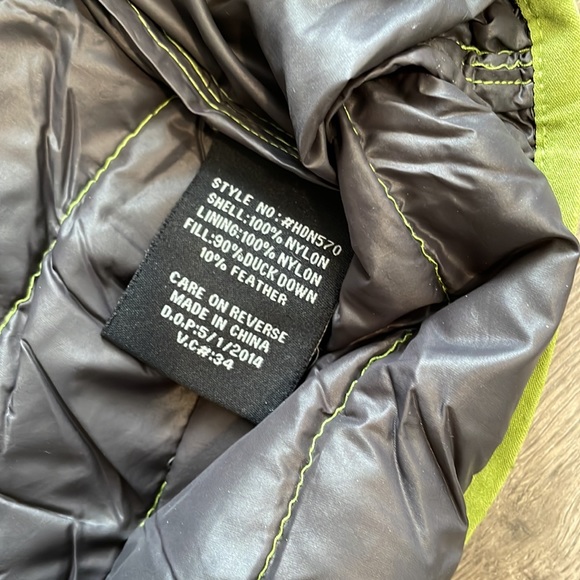 STYLE NO:#HDN570
SHELL:100% NYLON
LINING:100% NYLON
FILL:90%DUCK DOWN
10% FEATHER
CARE ON REVERSE
MADE IN CHINA
D.O.P:5/1/2014
V.C#:34